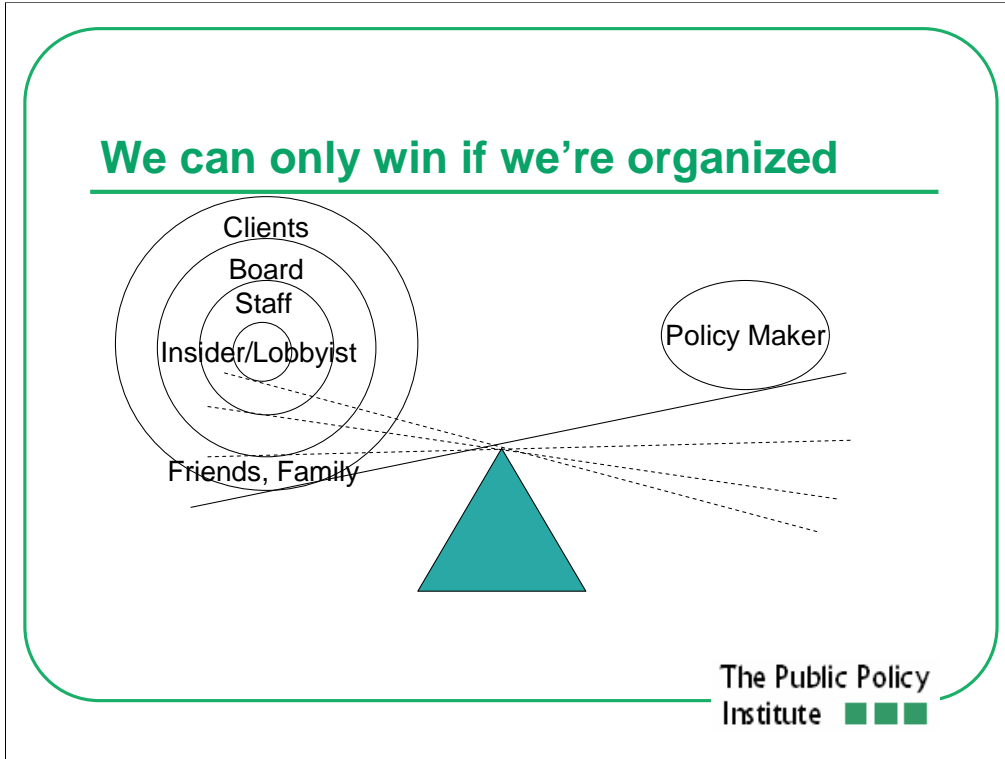 We can only win if we’re organized
Clients
Board
Staff
Insider/Lobbyist
Friends, Family
Policy Maker
The Public Policy
Institute